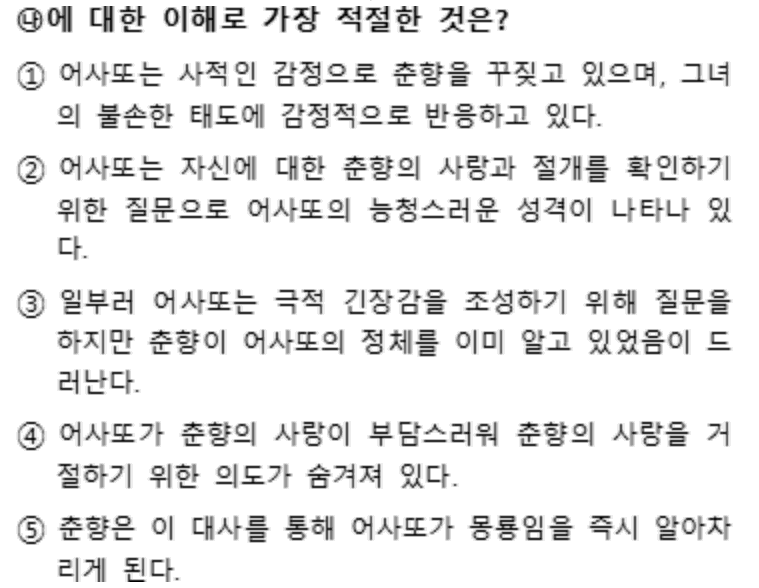 ㉯에 대한 이해로 가장 적절한 것은?
① 어사또는 사적인 감정으로 춘향을 꾸짖고 있으며, 그녀
의 불손한 태도에 감정적으로 반응하고 있다.
② 어사또는 자신에 대한 춘향의 사랑과 절개를 확인하기
위한 질문으로 어사또의 능청스러운 성격이 나타나 있
다.
③ 일부러 어사또는 극적 긴장감을 조성하기 위해 질문을
하지만 춘향이 어사또의 정체를 이미 알고 있었음이 드
러난다.
④ 어사또가 춘향의 사랑이 부담스러워 춘향의 사랑을 거
절하기 위한 의도가 숨겨져 있다.
⑤ 춘향은 이 대사를 통해 어사또가 몽룡임을 즉시 알아차
리게 된다.